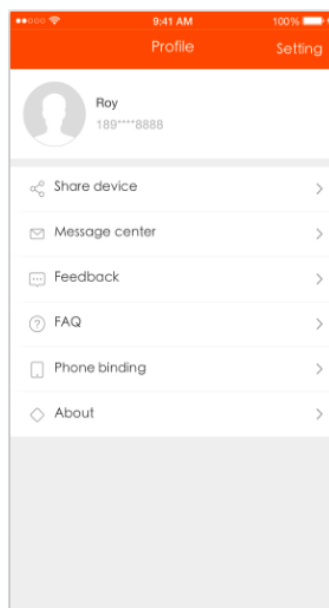 9:41 AM
100%
Profile
Setting
Roy
189****8888
Share device
Message center
Feedback
? FAQ
Phone binding
About